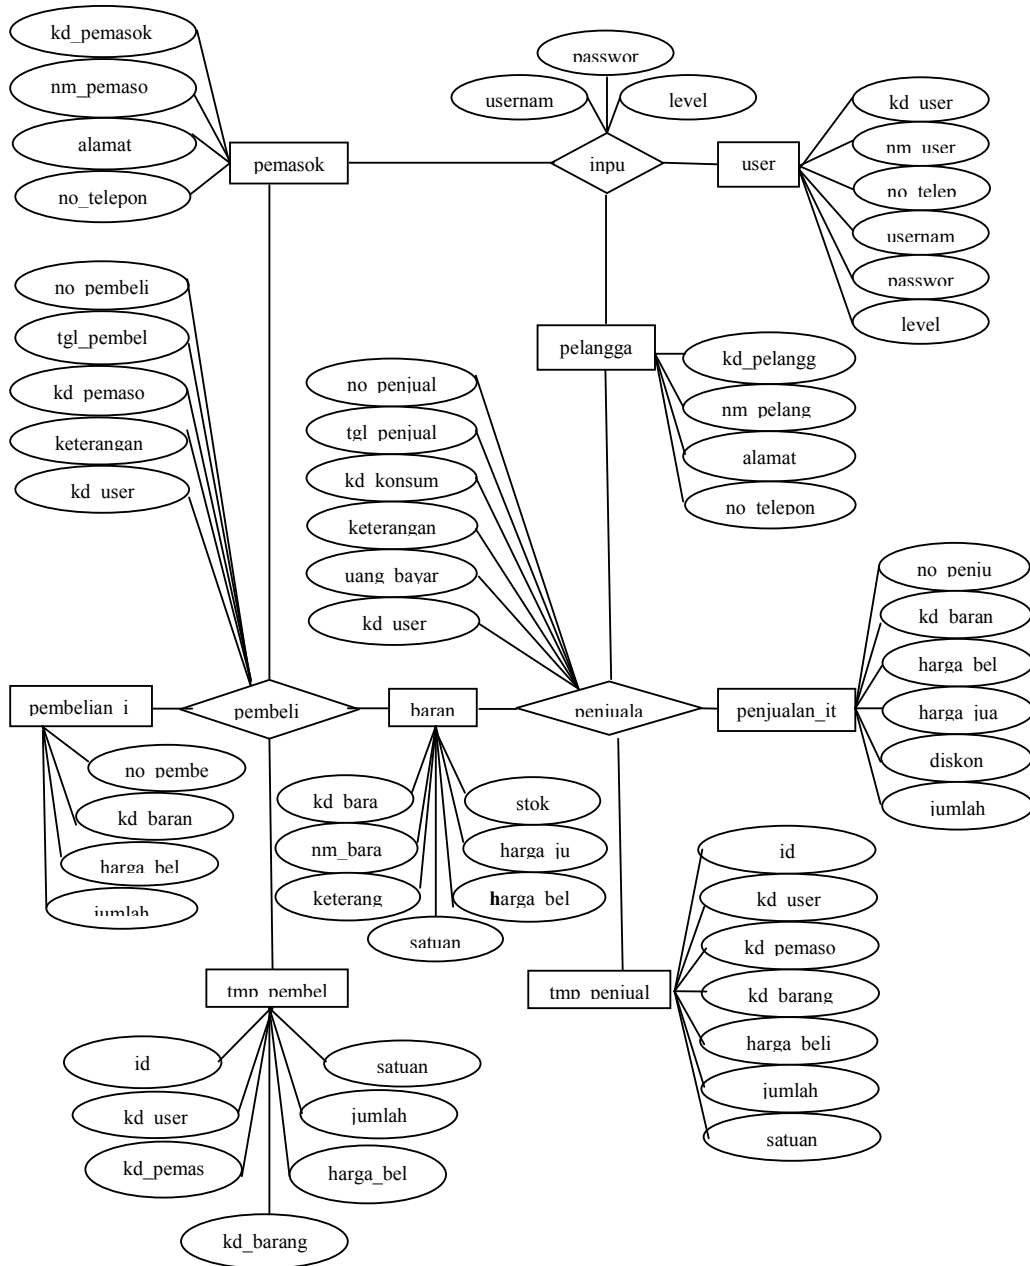 kd_pemasok
nm_pemaso
alamat
no_telepon
pemasok
passwor
usernam
level
inpu
user
kd_user
nm_user
no_telep
usernam
passwor
level
no_pembeli
tgl_pembel
kd_pemaso
keterangan
kd_user
pelangga
kd_pelangg
nm_pelang
alamat
no_telepon
no_penjual
tgl_penjual
kd_konsum
keterangan
uang_bayar
kd_user
pembelian_i
pembeli
baran
penjuala
penjualan_it
no_penju
kd_baran
harga_bel
harga_jua
diskon
jumlah
no_pembe
kd_baran
harga_bel
jumlah
kd_bara
nm_bara
keterang
satuan
stok
harga_ju
harga_bel
tmp_pembel
id
kd_user
kd_pemas
kd_barang
satuan
jumlah
harga_bel
tmp_penjual
id
kd_user
kd_pemaso
kd_barang
harga_beli
jumlah
satuan